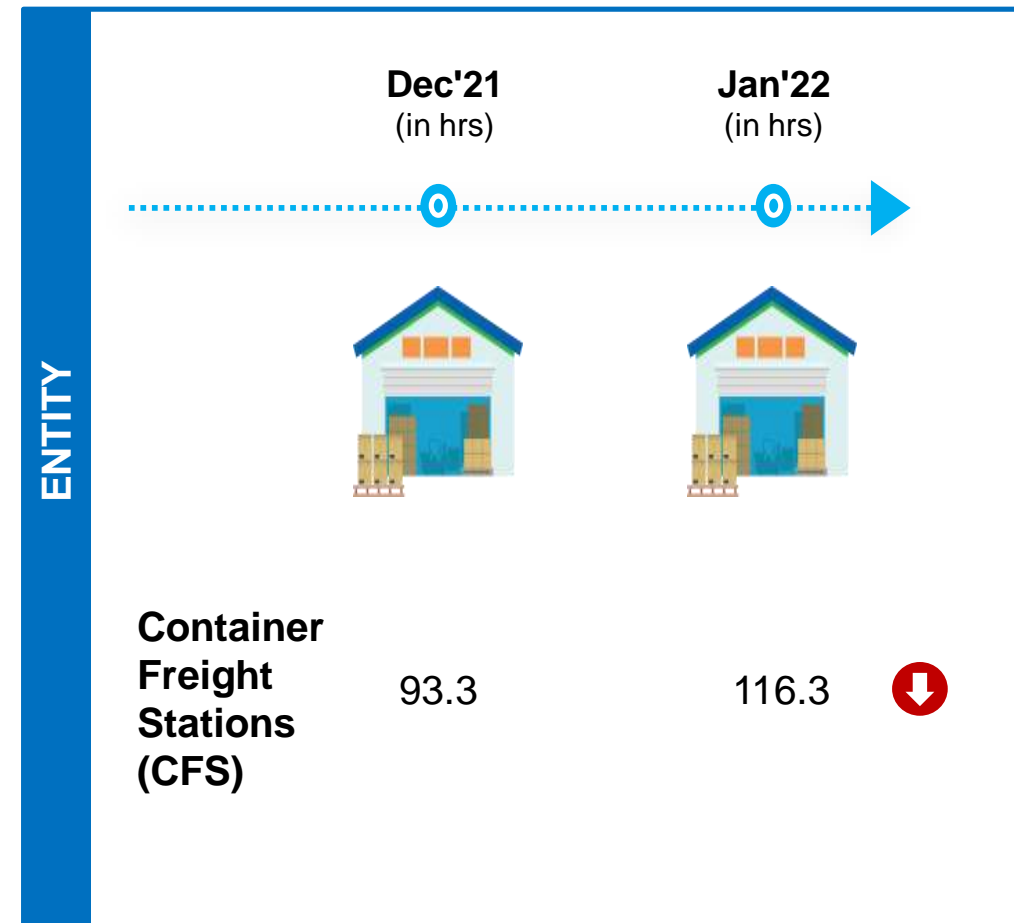 Dec'21
(in hrs)
Jan'22
(in hrs)
ENTITY
Container
Freight
Stations
(CFS)
93.3
116.3